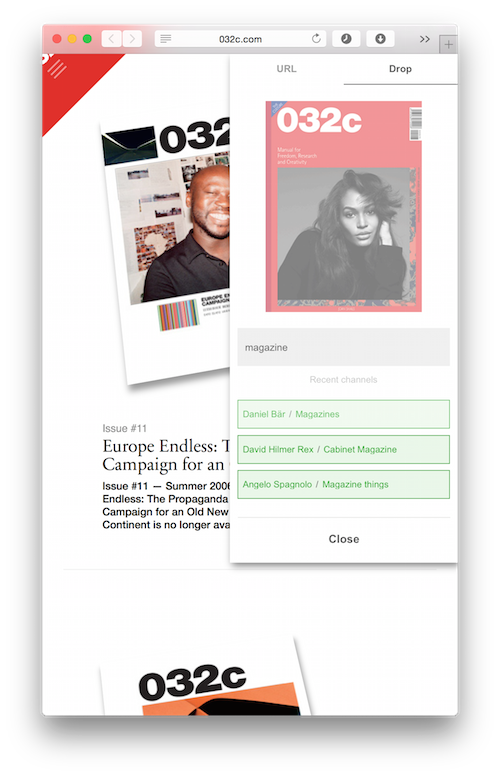 032c.com
URL
Drop
032c
Manual for
Freedom, Research
and Creativity
magazine
Recent channels
Daniel Bär / Magazines
David Hilmer Rex / Cabinet Magazine
Angelo Spagnolo / Magazine things
Close
032
EUROPE EN
CAMPAIGN
Issue #11
Europe Endless: T
Campaign for an
Issue #11 — Summer 2006
Endless: The Propaganda
Campaign for an Old New
Continent is no longer ava
032c